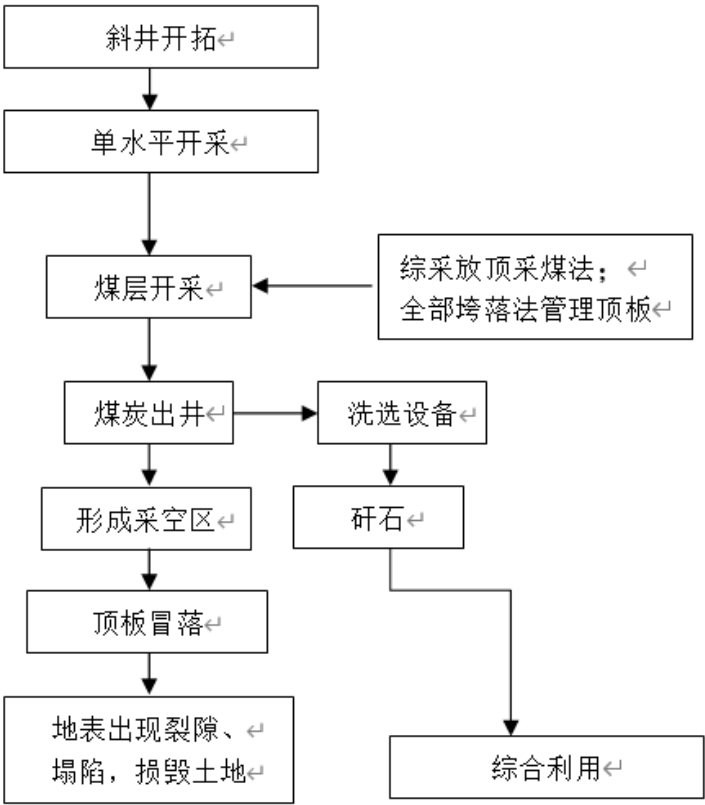 斜井开拓
单水平开采
煤层开采
综采放顶采煤法；
全部垮落法管理顶板
煤炭出井
洗选设备
形成采空区
矸石
顶板冒落
地表出现裂隙、
塌陷，损毁土地
综合利用